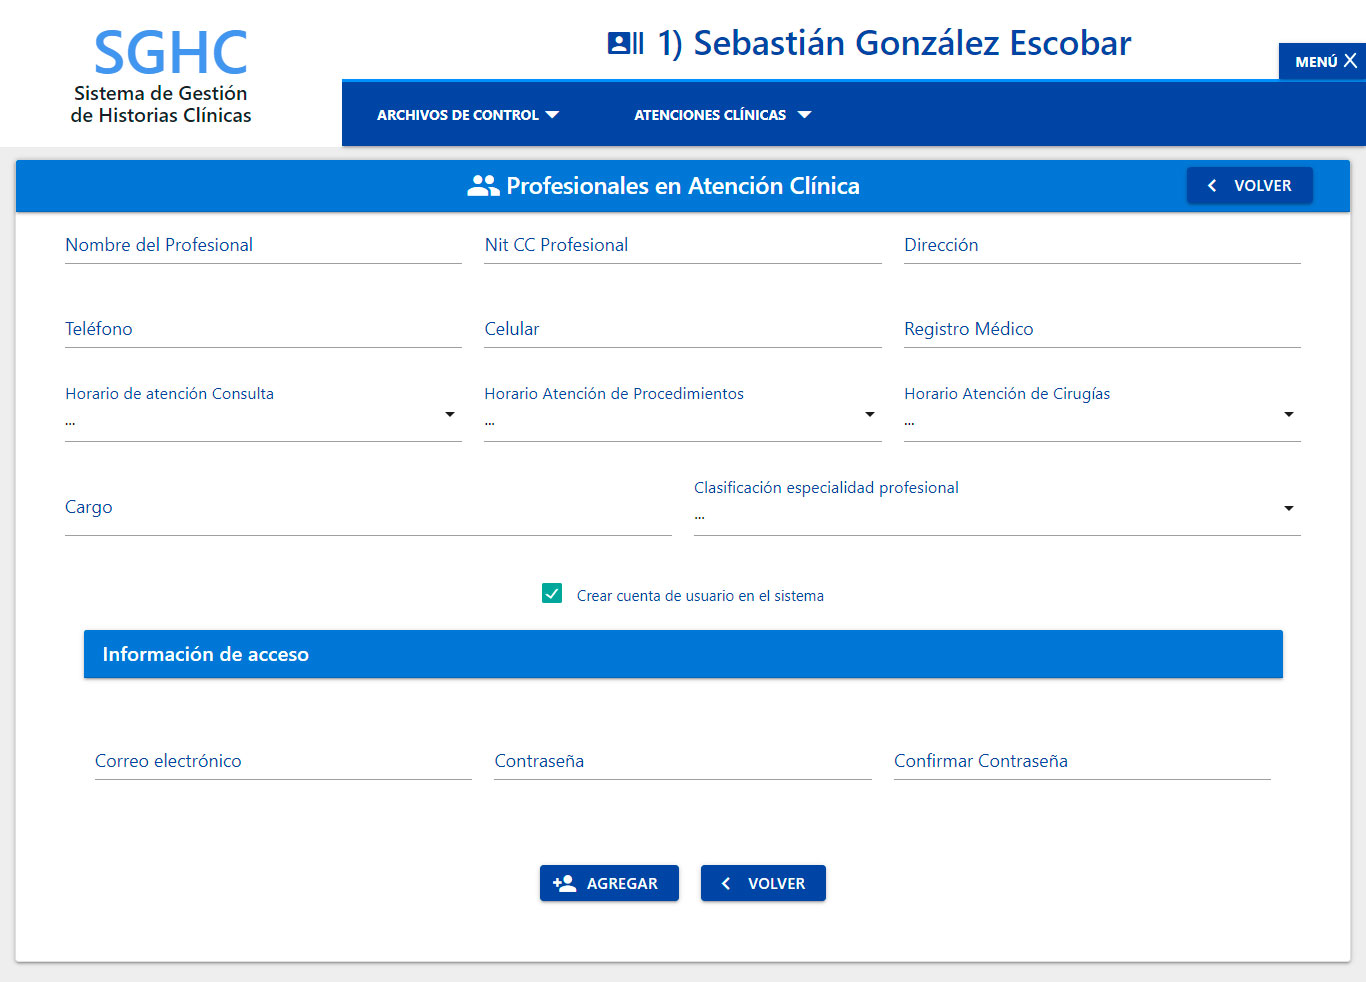 SGHC
Sistema de Gestión
de Historias Clínicas
1) Sebastián González Escobar
MENÚ X
ARCHIVOS DE CONTROL
ATENCIONES CLÍNICAS
Profesionales en Atención Clínica
VOLVER
Nombre del Profesional
Nit CC Profesional
Dirección
Teléfono
Celular
Registro Médico
Horario de atención Consulta
...
Horario Atención de Procedimientos
...
Horario Atención de Cirugías
...
Cargo
Clasificación especialidad profesional
...
Crear cuenta de usuario en el sistema
Información de acceso
Correo electrónico
Contraseña
Confirmar Contraseña
AGREGAR
VOLVER